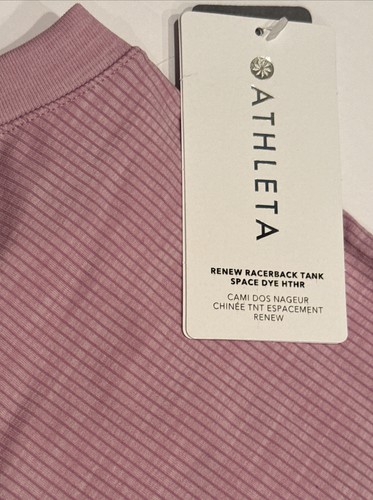 ATHLETA
RENEW RACERBACK TANK
SPACE DYE HTHR
CAMI DOS NAGEUR
CHINÉE TNT ESPACEMENT
RENEW